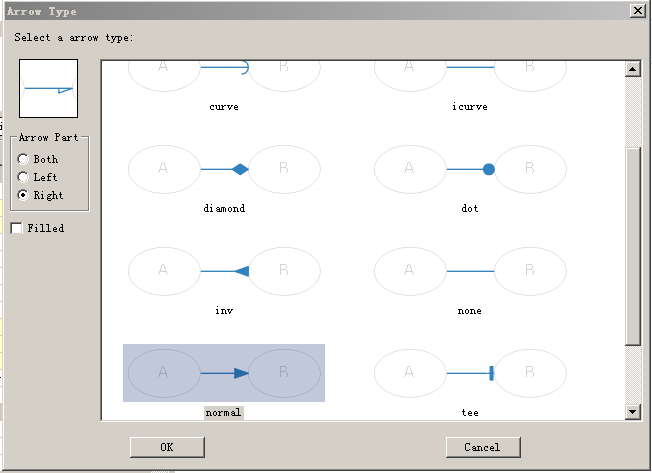 Arrow Type
Select a arrow type:
Arrow Part
Both
Left
Right
Filled
A B A B
curve icurve
A B A B
diamond dot
A B A B
inv none
A B A B
normal tee
OK Cancel